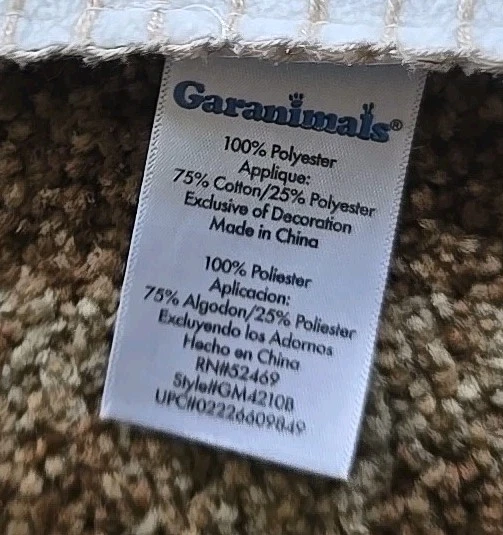 Garanimals®
100% Polyester
Applique:
75% Cotton/25% Polyester
Exclusive of Decoration
Made in China
100% Poliester
Aplicacion:
75% Algodon/25% Poliester
Excluyendo los Adornos
Hecho en China
RN#52469
Style#GM4210B
UPC#02226609849